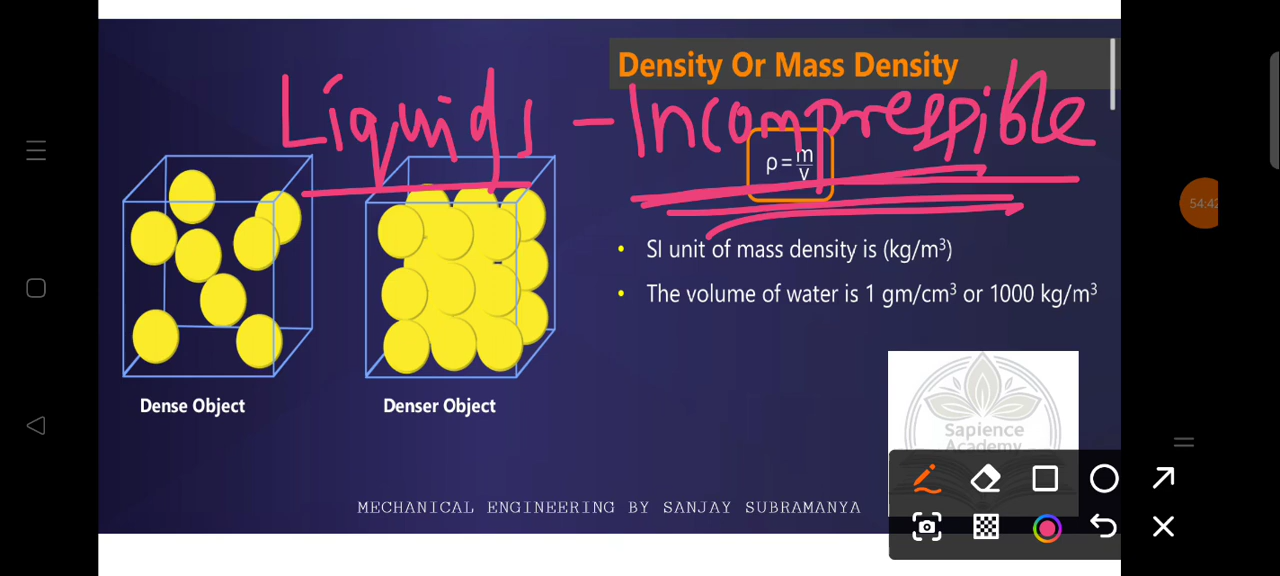 Density Or Mass Density
Liquids - Incompressible
ρ = m/v
• SI unit of mass density is (kg/m³)
• The volume of water is 1 gm/cm³ or 1000 kg/m³
Dense Object
Denser Object
Sapience
Academy
MECHANICAL ENGINEERING BY SANJAY SUBRAMANYA
54:42